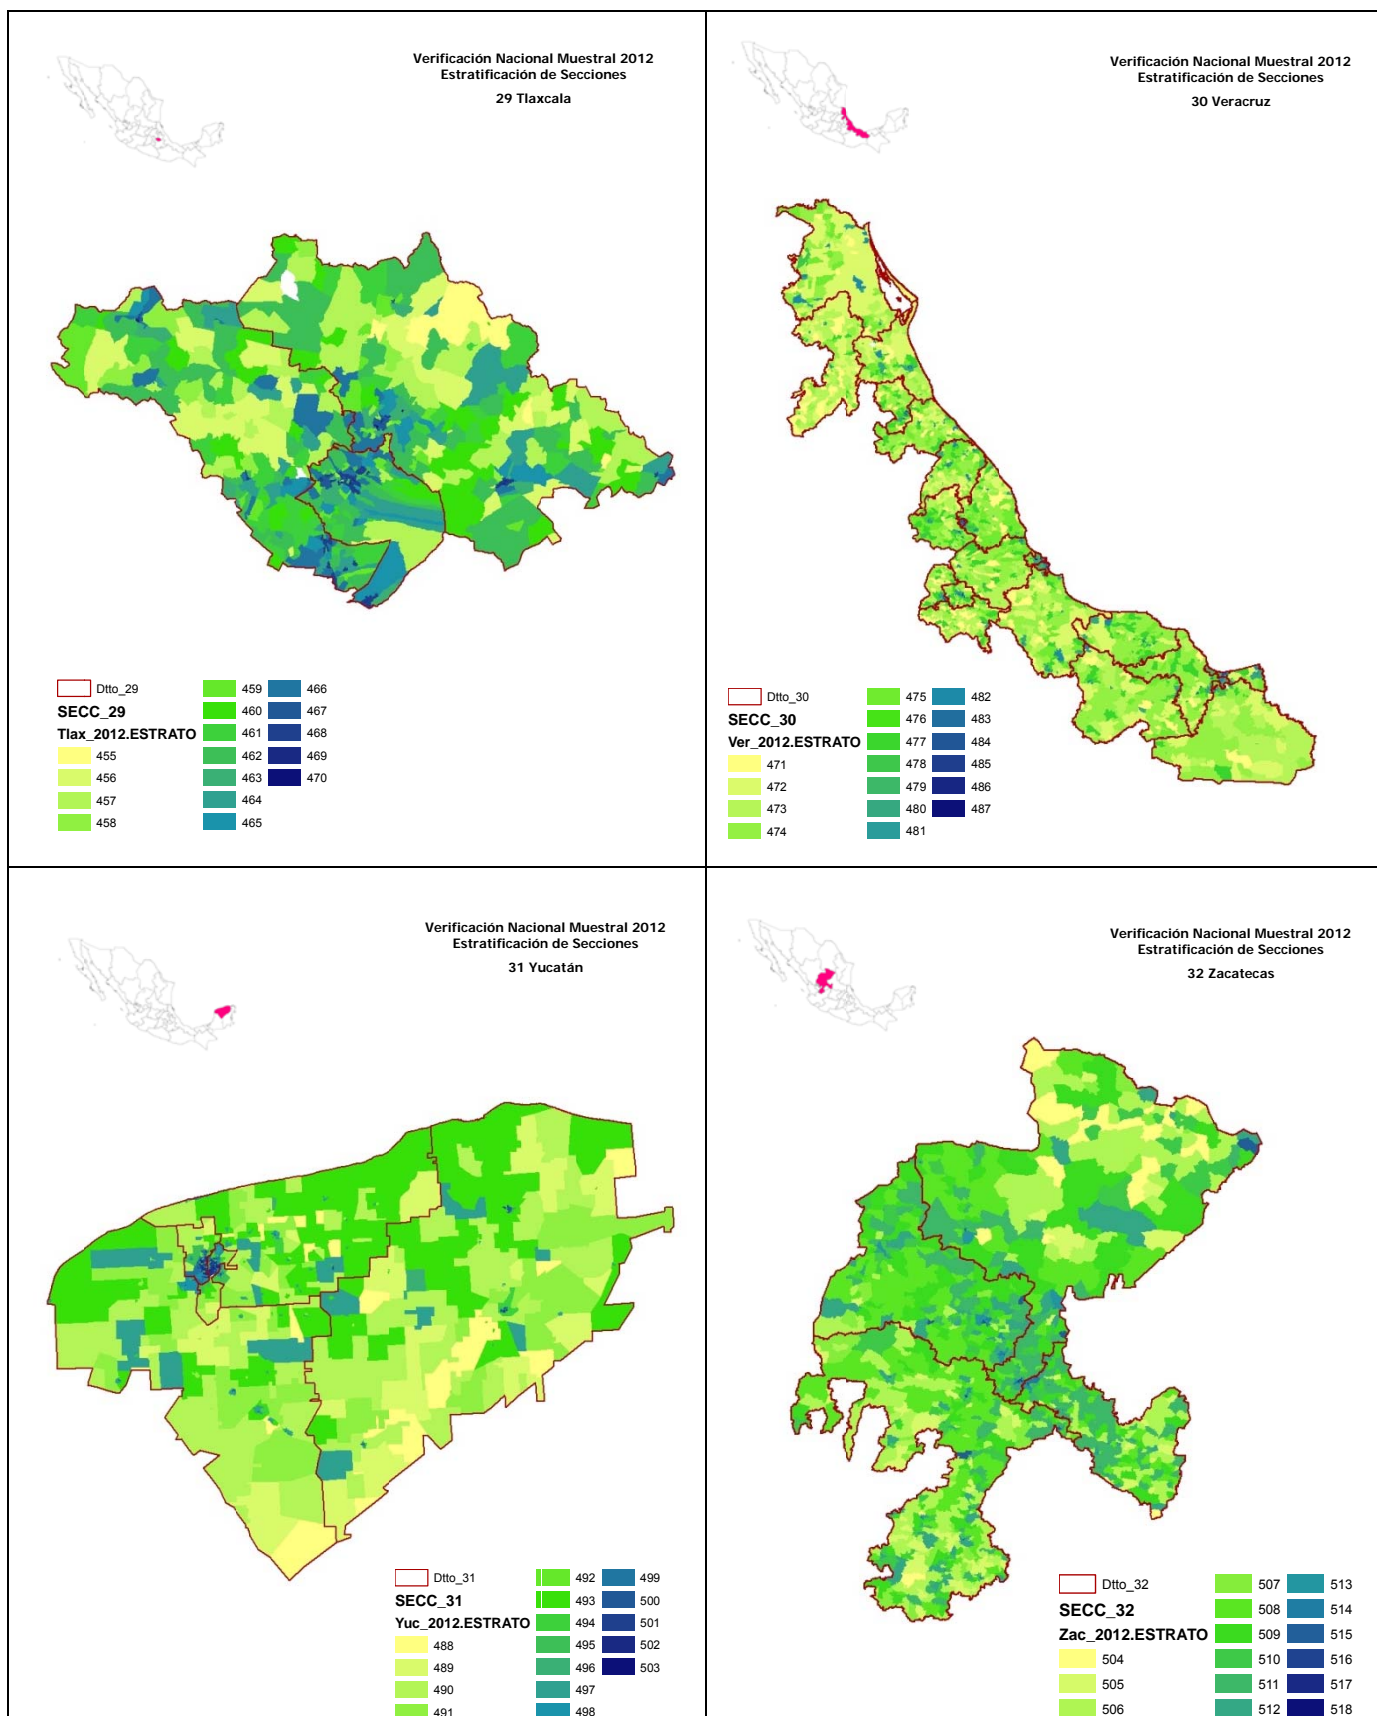 Verificación Nacional Muestral 2012
Estratificación de Secciones
29 Tlaxcala
Dtto_29
SECC_29
Tlax_2012.ESTRATO
455
456
457
458
459
460
461
462
463
464
465
466
467
468
469
470
Verificación Nacional Muestral 2012
Estratificación de Secciones
30 Veracruz
Dtto_30
SECC_30
Ver_2012.ESTRATO
471
472
473
474
475
476
477
478
479
480
481
482
483
484
485
486
487
Verificación Nacional Muestral 2012
Estratificación de Secciones
31 Yucatán
Dtto_31
SECC_31
Yuc_2012.ESTRATO
488
489
490
491
492
493
494
495
496
497
498
499
500
501
502
503
Verificación Nacional Muestral 2012
Estratificación de Secciones
32 Zacatecas
Dtto_32
SECC_32
Zac_2012.ESTRATO
504
505
506
507
508
509
510
511
512
513
514
515
516
517
518